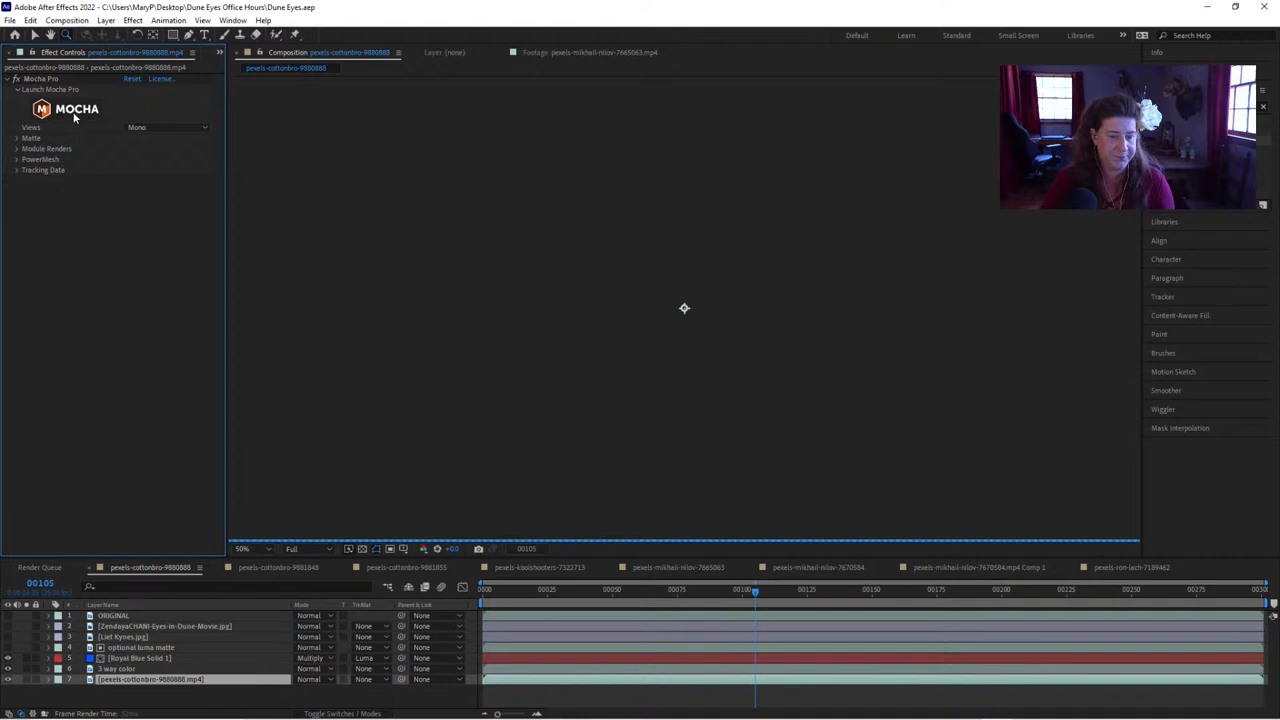 Adobe After Effects 2022 - C:\Users\MaryP\Desktop\Dune Eyes Office Hours\Dune Eyes.aep
File Edit Composition Layer Effect Animation View Window Help
Default Learn Standard Small Screen Libraries Search Help
Effect Controls pexels-cottonbro-9880888.mp4 Composition pexels-cottonbro-9880888 Layer (none) Footage pexels-mikhail-nilov-7665063.mp4 Info
pexels-cottonbro-9880888 - pexels-cottonbro-9880888.mp4 pexels-cottonbro-9880888
fx Mocha Pro Reset License...
Launch Mocha Pro
M MOCHA
Views Mono
Matte
Module Renders
PowerMesh
Tracking Data
Libraries
Align
Character
Paragraph
Tracker
Content-Aware Fill
Paint
Brushes
Motion Sketch
Smoother
Wiggler
Mask Interpolation
50% Full +0.0 00105
Render Queue pexels-cottonbro-9880888 pexels-cottonbro-9881848 pexels-cottonbro-9881855 pexels-koolshooters-7322713 pexels-mikhail-nilov-7665063 pexels-mikhail-nilov-7670584 pexels-mikhail-nilov-7670584.mp4 Comp 1 pexels-ron-lach-7189462
00105
0000 00025 00050 00075 00100 00125 00150 00175 00200 00225 00250 00275 0030
# Layer Name Mode T TrkMat Parent & Link
1 ORIGINAL Normal None
2 [ZendayaCHANI-Eyes-in-Dune-Movie.jpg] Normal None None
3 [Liet Kynes.jpg] Normal None None
4 optional luma matte Normal None None
5 [Royal Blue Solid 1] Multiply Luma None
6 3 way color Normal None None
7 [pexels-cottonbro-9880888.mp4] Normal None None
Frame Render Time Toggle Switches / Modes